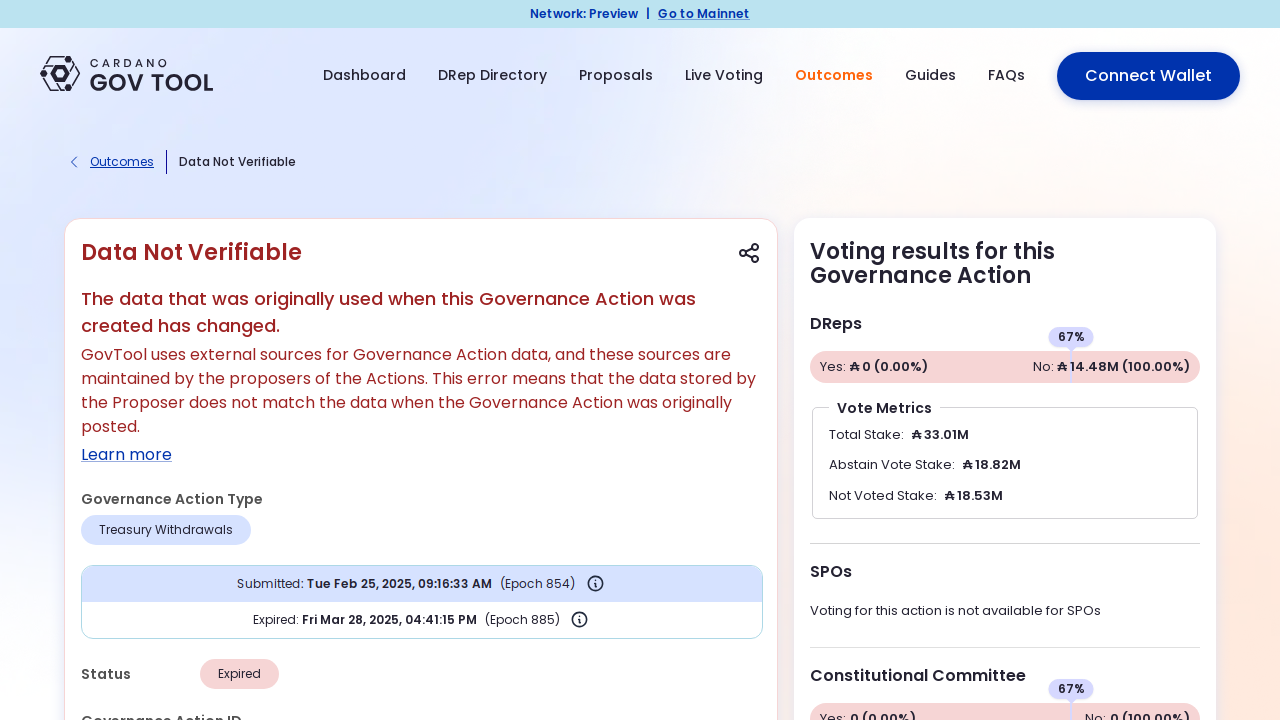 Network: Preview | Go to Mainnet
CARDANO
GOV TOOL
Dashboard
DRep Directory
Proposals
Live Voting
Outcomes
Guides
FAQs
Connect Wallet
Outcomes
Data Not Verifiable
Data Not Verifiable
The data that was originally used when this Governance Action was
created has changed.
GovTool uses external sources for Governance Action data, and these sources are
maintained by the proposers of the Actions. This error means that the data stored by
the Proposer does not match the data when the Governance Action was originally
posted.
Learn more
Governance Action Type
Treasury Withdrawals
Submitted: Tue Feb 25, 2025, 09:16:33 AM (Epoch 854)
Expired: Fri Mar 28, 2025, 04:41:15 PM (Epoch 885)
Status
Expired
Governance Action ID
Voting results for this
Governance Action
DReps
67%
Yes: ₳ 0 (0.00%)
No: ₳ 14.48M (100.00%)
Vote Metrics
Total Stake: ₳ 33.01M
Abstain Vote Stake: ₳ 18.82M
Not Voted Stake: ₳ 18.53M
SPOs
Voting for this action is not available for SPOs
Constitutional Committee
67%
Yes: 0 (0.00%)
No: 0 (100.00%)